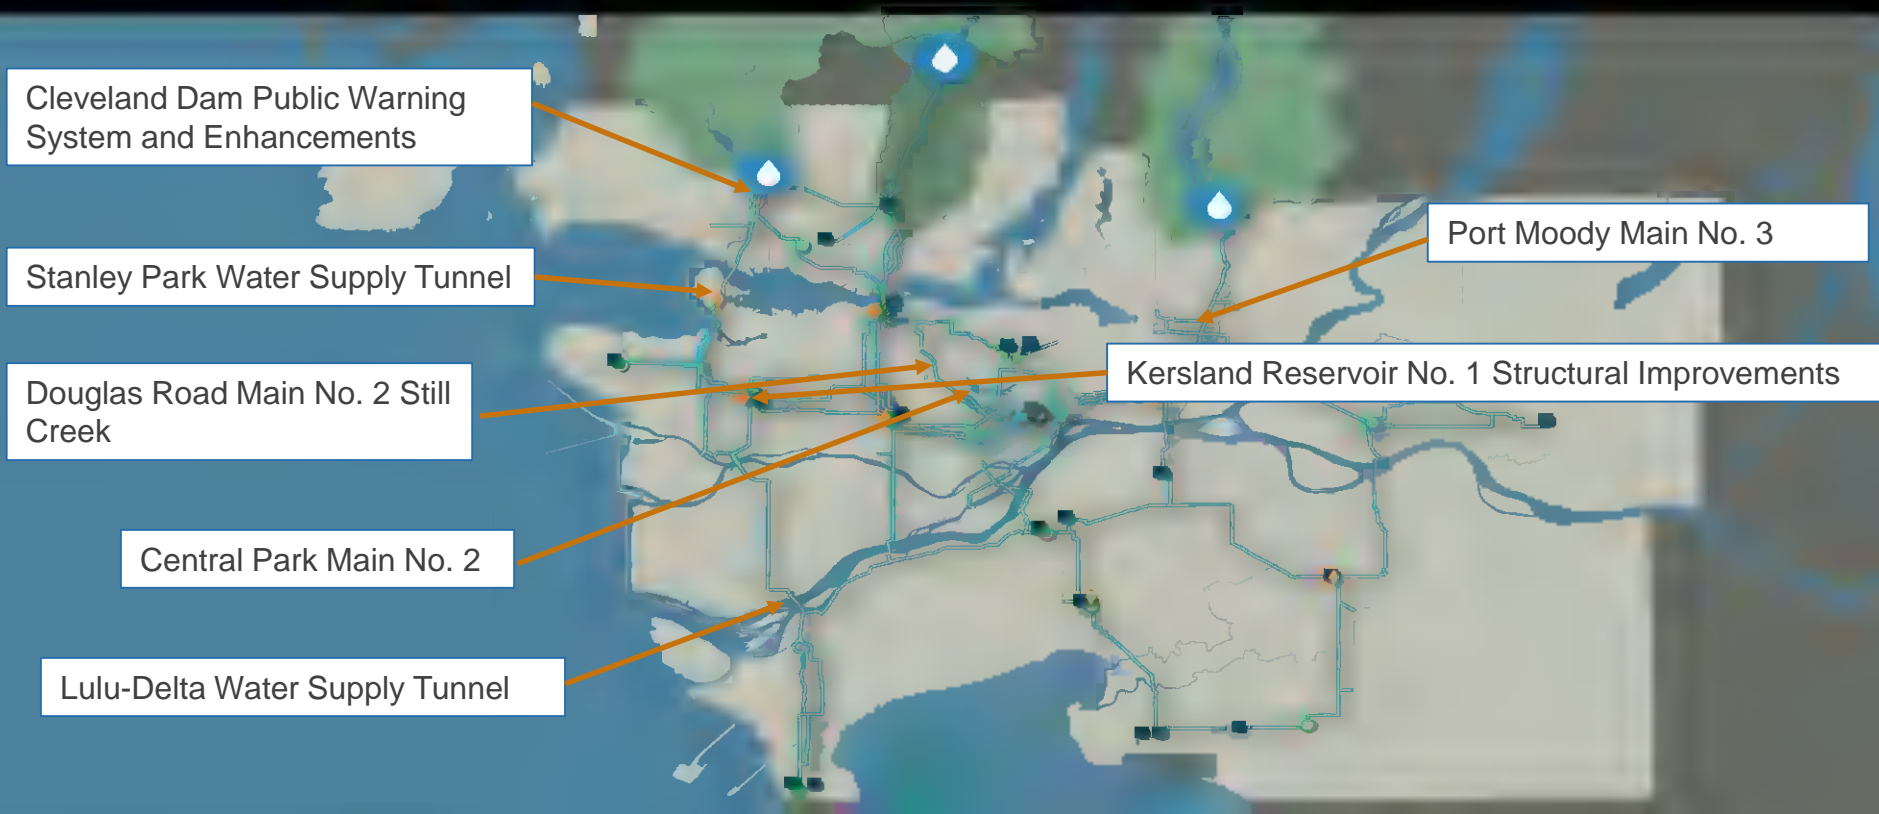 Cleveland Dam Public Warning
System and Enhancements
Stanley Park Water Supply Tunnel
Port Moody Main No. 3
Kersland Reservoir No. 1 Structural Improvements
Douglas Road Main No. 2 Still
Creek
Central Park Main No. 2
Lulu-Delta Water Supply Tunnel